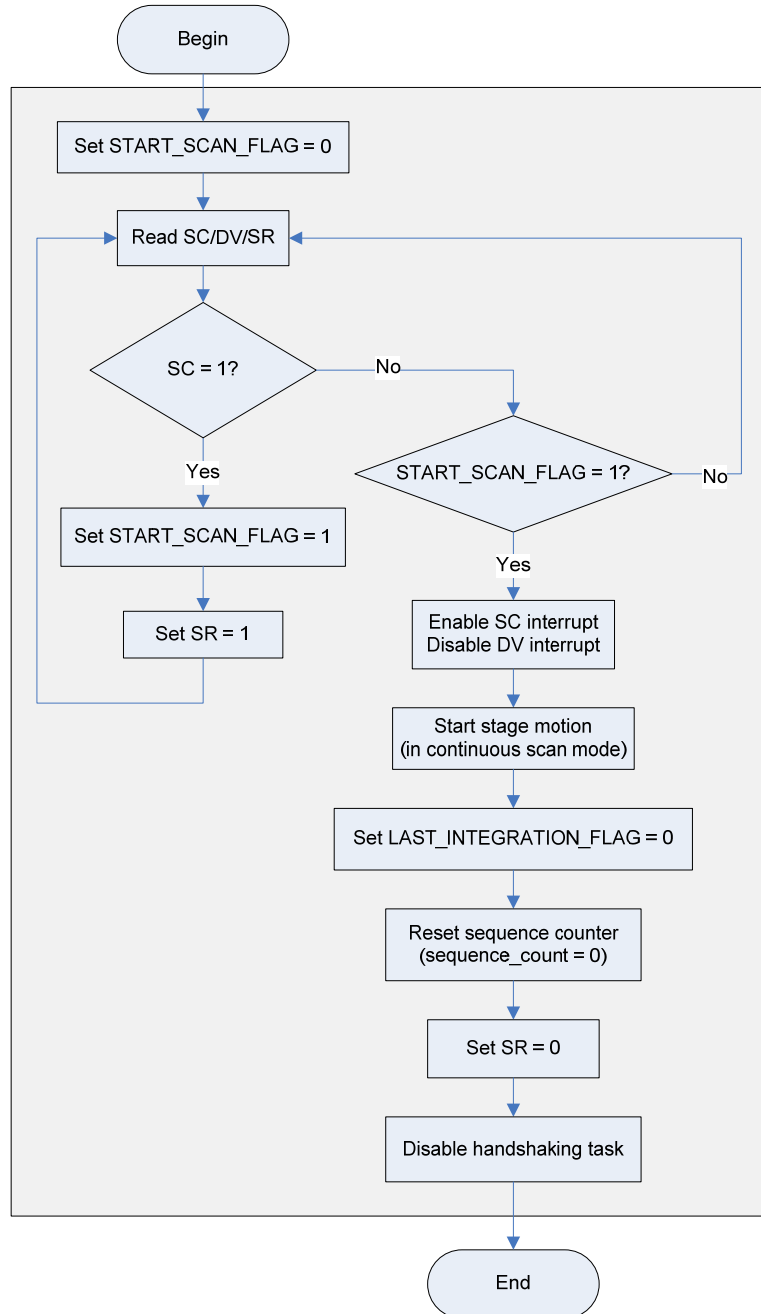 Begin
Set START_SCAN_FLAG = 0
Read SC/DV/SR
SC = 1?
No
Yes
START_SCAN_FLAG = 1?
No
Set START_SCAN_FLAG = 1
Yes
Set SR = 1
Enable SC interrupt
Disable DV interrupt
Start stage motion
(in continuous scan mode)
Set LAST_INTEGRATION_FLAG = 0
Reset sequence counter
(sequence_count = 0)
Set SR = 0
Disable handshaking task
End